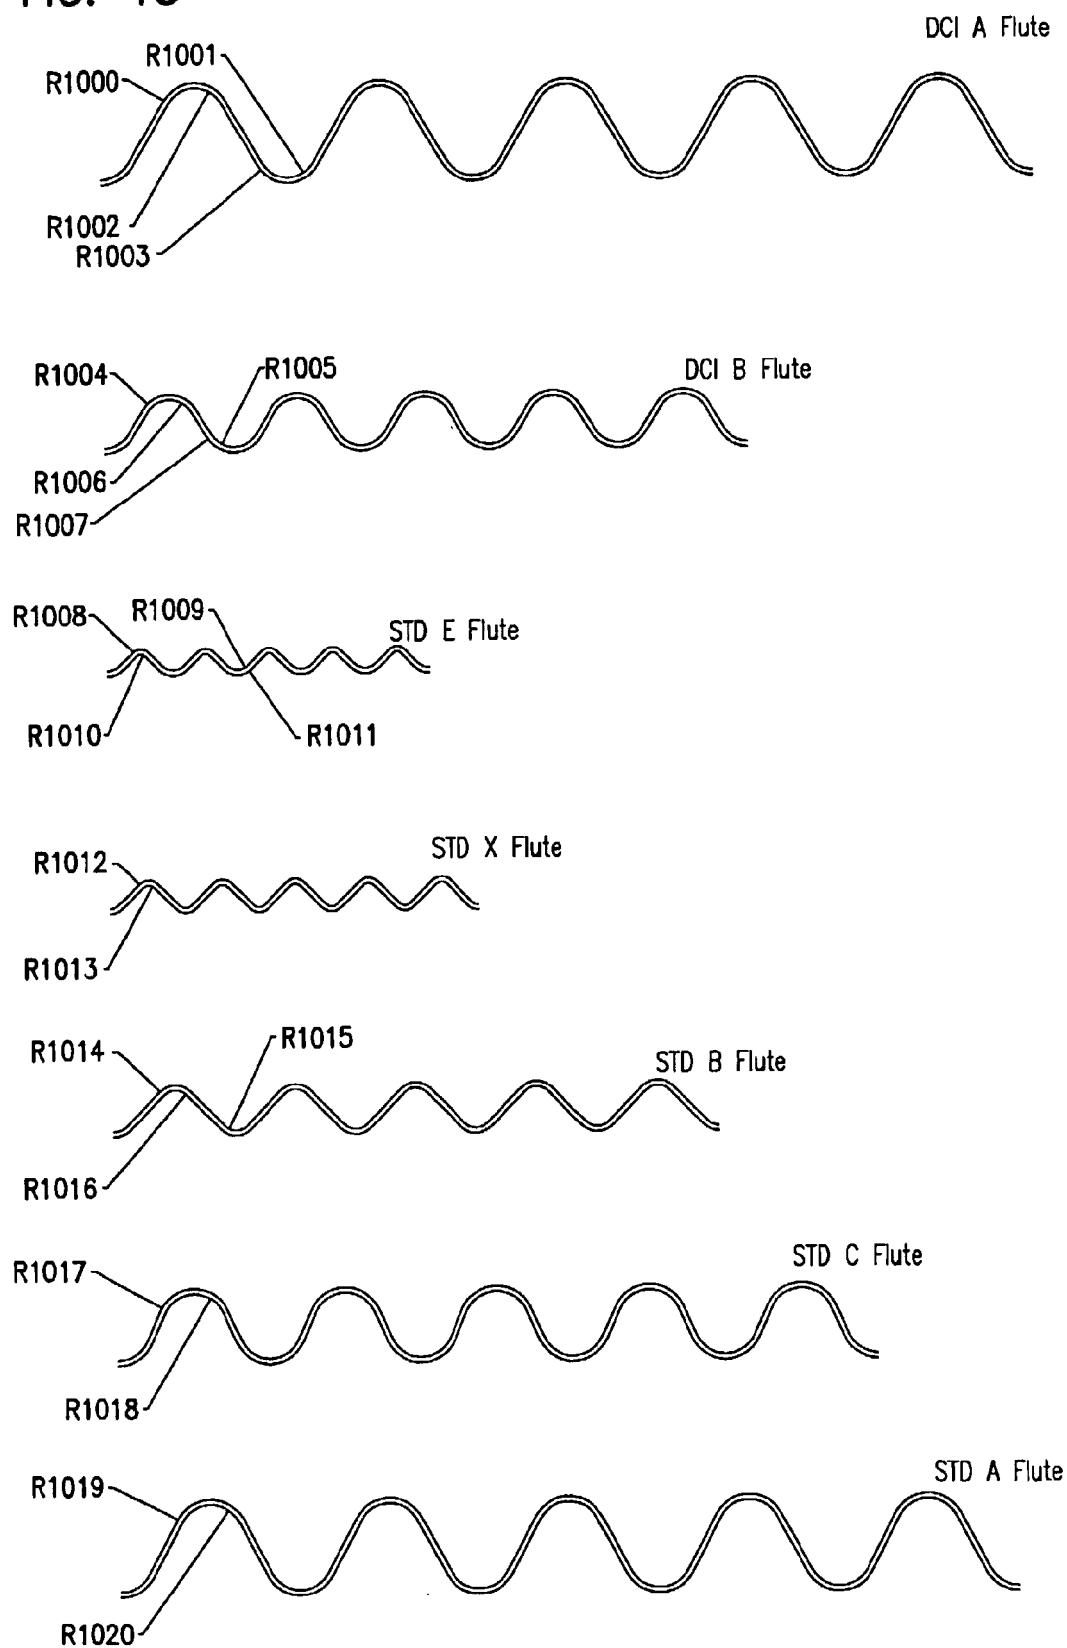 DCI A Flute
R1001
R1000
R1002
R1003
R1004
R1005
DCI B Flute
R1006
R1007
R1008
R1009
STD E Flute
R1010
R1011
STD X Flute
R1012
R1013
R1014
R1015
STD B Flute
R1016
STD C Flute
R1017
R1018
STD A Flute
R1019
R1020